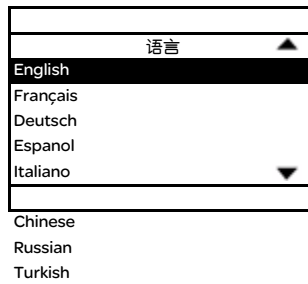 语言
English
Français
Deutsch
Espanol
Italiano
Chinese
Russian
Turkish